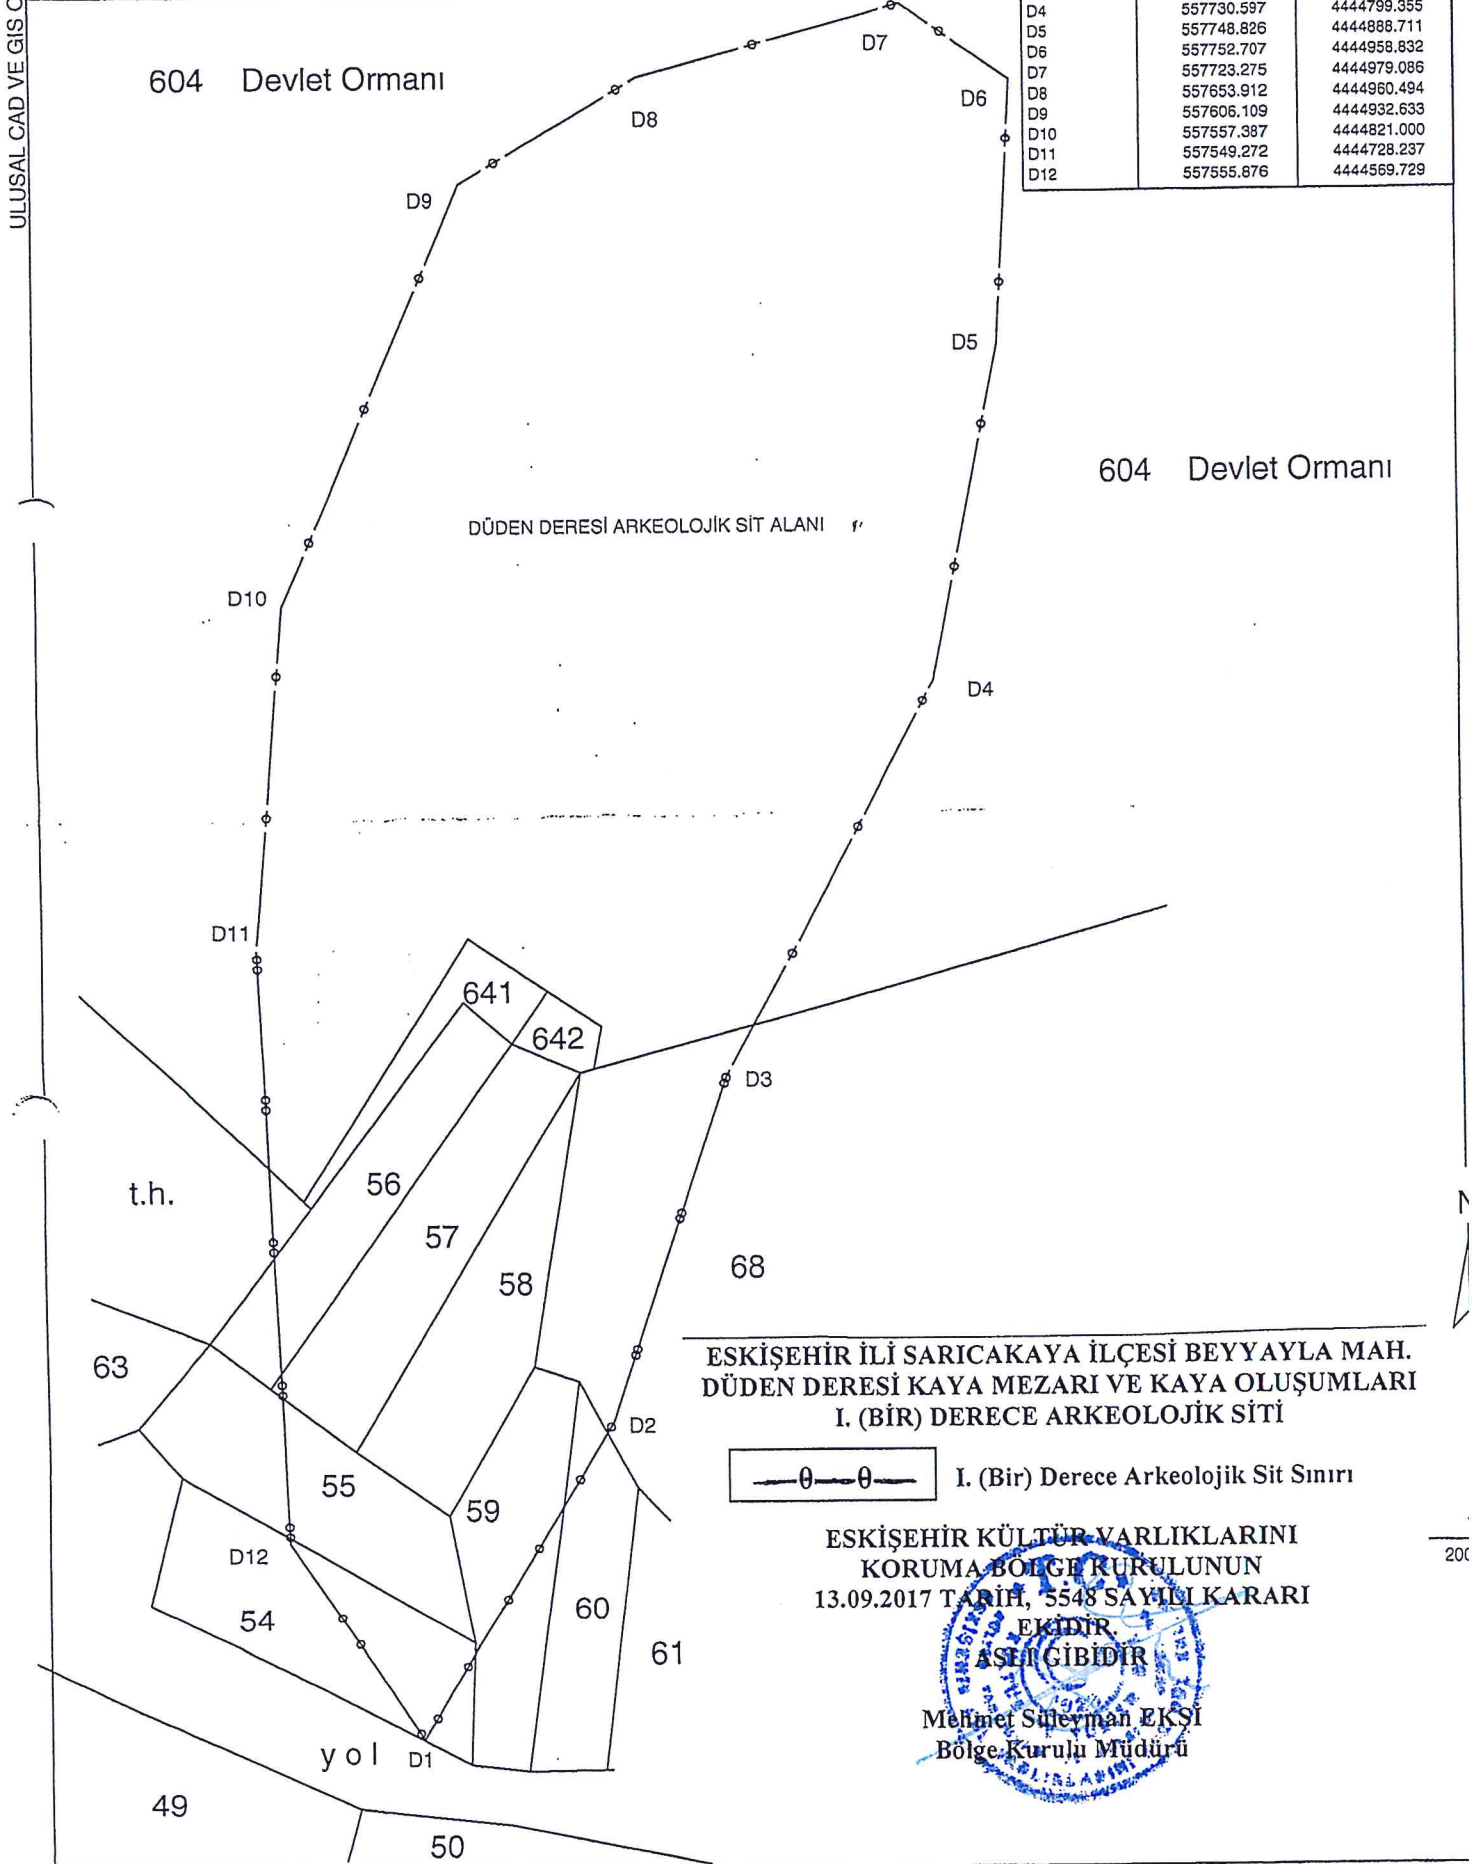 ULUSAL CAD VE GIS
D4 557730.597 4444799.355
D5 557748.826 4444888.711
D6 557752.707 4444958.832
D7 557723.275 4444979.086
D8 557653.912 4444960.494
D9 557606.109 4444932.633
D10 557557.387 4444821.000
D11 557549.272 4444728.237
D12 557555.876 4444569.729
604 Devlet Ormanı
D7
D6
D8
D9
D5
604 Devlet Ormanı
DÜDEN DERESİ ARKEOLOJİK SİT ALANI
D10
D4
D11
641
642
D3
56
t.h.
57
58
68
63
D2
55
59
D12
54
60
61
yol
D1
49
50
N
ESKİŞEHİR İLİ SARICAKAYA İLÇESİ BEYYAYLA MAH.
DÜDEN DERESİ KAYA MEZARI VE KAYA OLUŞUMLARI
I. (BİR) DERECE ARKEOLOJİK SİTİ
I. (Bir) Derece Arkeolojik Sit Sınırı
ESKİŞEHİR KÜLTÜR VARLIKLARINI
KORUMA BÖLGE KURULUNUN
13.09.2017 TARİH, 5548 SAYILI KARARI
EKİDİR.
ASLI GİBİDİR
Mehmet Süleyman EKŞİ
Bölge Kurulu Müdürü
T.C.
200